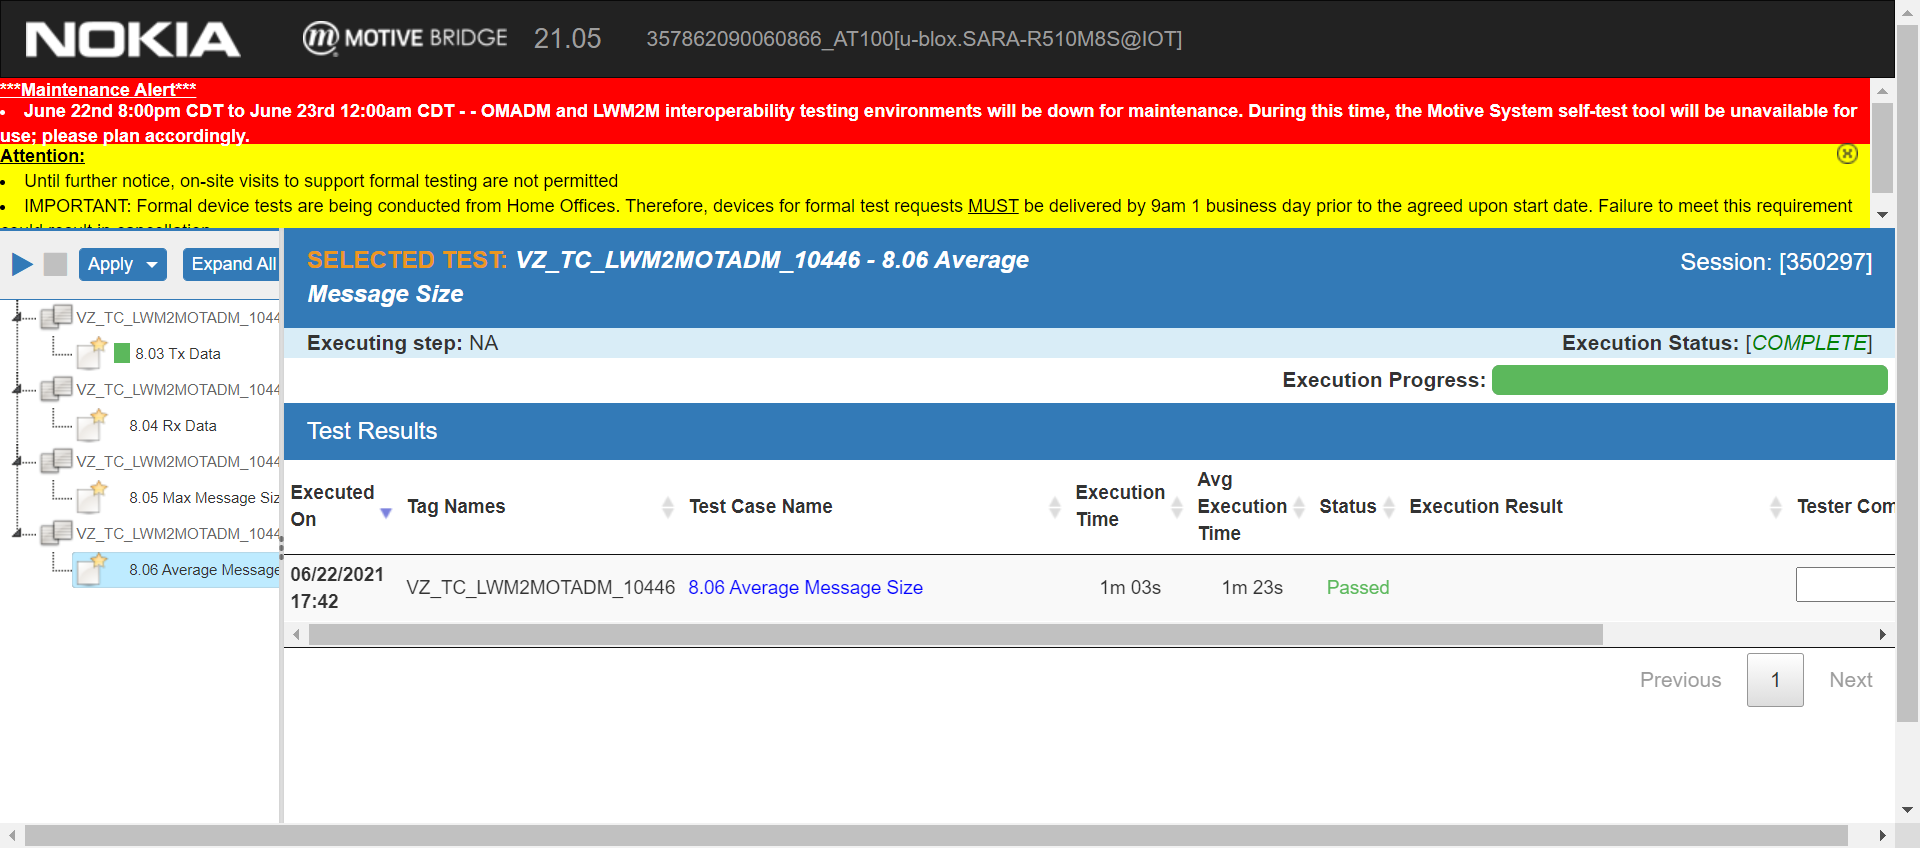 NOKIA MOTIVE BRIDGE 21.05 357862090060866_AT100[u-blox.SARA-R510M8S@IOT]
***Maintenance Alert***
• June 22nd 8:00pm CDT to June 23rd 12:00am CDT - - OMADM and LWM2M interoperability testing environments will be down for maintenance. During this time, the Motive System self-test tool will be unavailable for
use; please plan accordingly.
Attention:
• Until further notice, on-site visits to support formal testing are not permitted
• IMPORTANT: Formal device tests are being conducted from Home Offices. Therefore, devices for formal test requests MUST be delivered by 9am 1 business day prior to the agreed upon start date. Failure to meet this requirement
could result in cancellation
Apply Expand All
VZ_TC_LWM2MOTADM_1044
8.03 Tx Data
VZ_TC_LWM2MOTADM_1044
8.04 Rx Data
VZ_TC_LWM2MOTADM_1044
8.05 Max Message Siz
VZ_TC_LWM2MOTADM_1044
8.06 Average Message
SELECTED TEST: VZ_TC_LWM2MOTADM_10446 - 8.06 Average
Message Size
Session: [350297]
Executing step: NA
Execution Status: [COMPLETE]
Execution Progress:
Test Results
Executed
On
Tag Names
Test Case Name
Execution
Time
Avg
Execution
Time
Status
Execution Result
Tester Com
06/22/2021
17:42
VZ_TC_LWM2MOTADM_10446
8.06 Average Message Size
1m 03s
1m 23s
Passed
Previous 1 Next